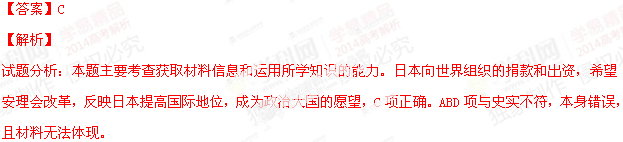 【答案】C
【解析】
试题分析：本题主要考查获取材料信息和运用所学知识的能力。日本向世界组织的捐款和出资，希望
安理会改革，反映日本提高国际地位，成为政治大国的愿望，C 项正确。ABD 项与史实不符，本身错误，
且材料无法体现。